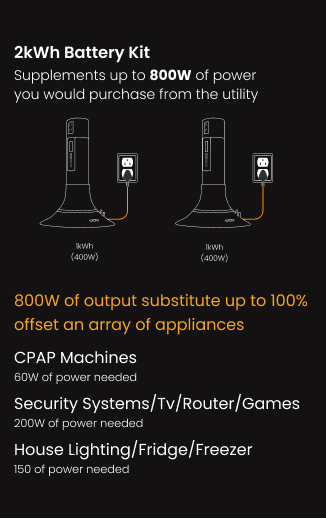 2kWh Battery Kit
Supplements up to 800W of power
you would purchase from the utility
1kWh
(400W)
1kWh
(400W)
800W of output substitute up to 100%
offset an array of appliances
CPAP Machines
60W of power needed
Security Systems/Tv/Router/Games
200W of power needed
House Lighting/Fridge/Freezer
150 of power needed